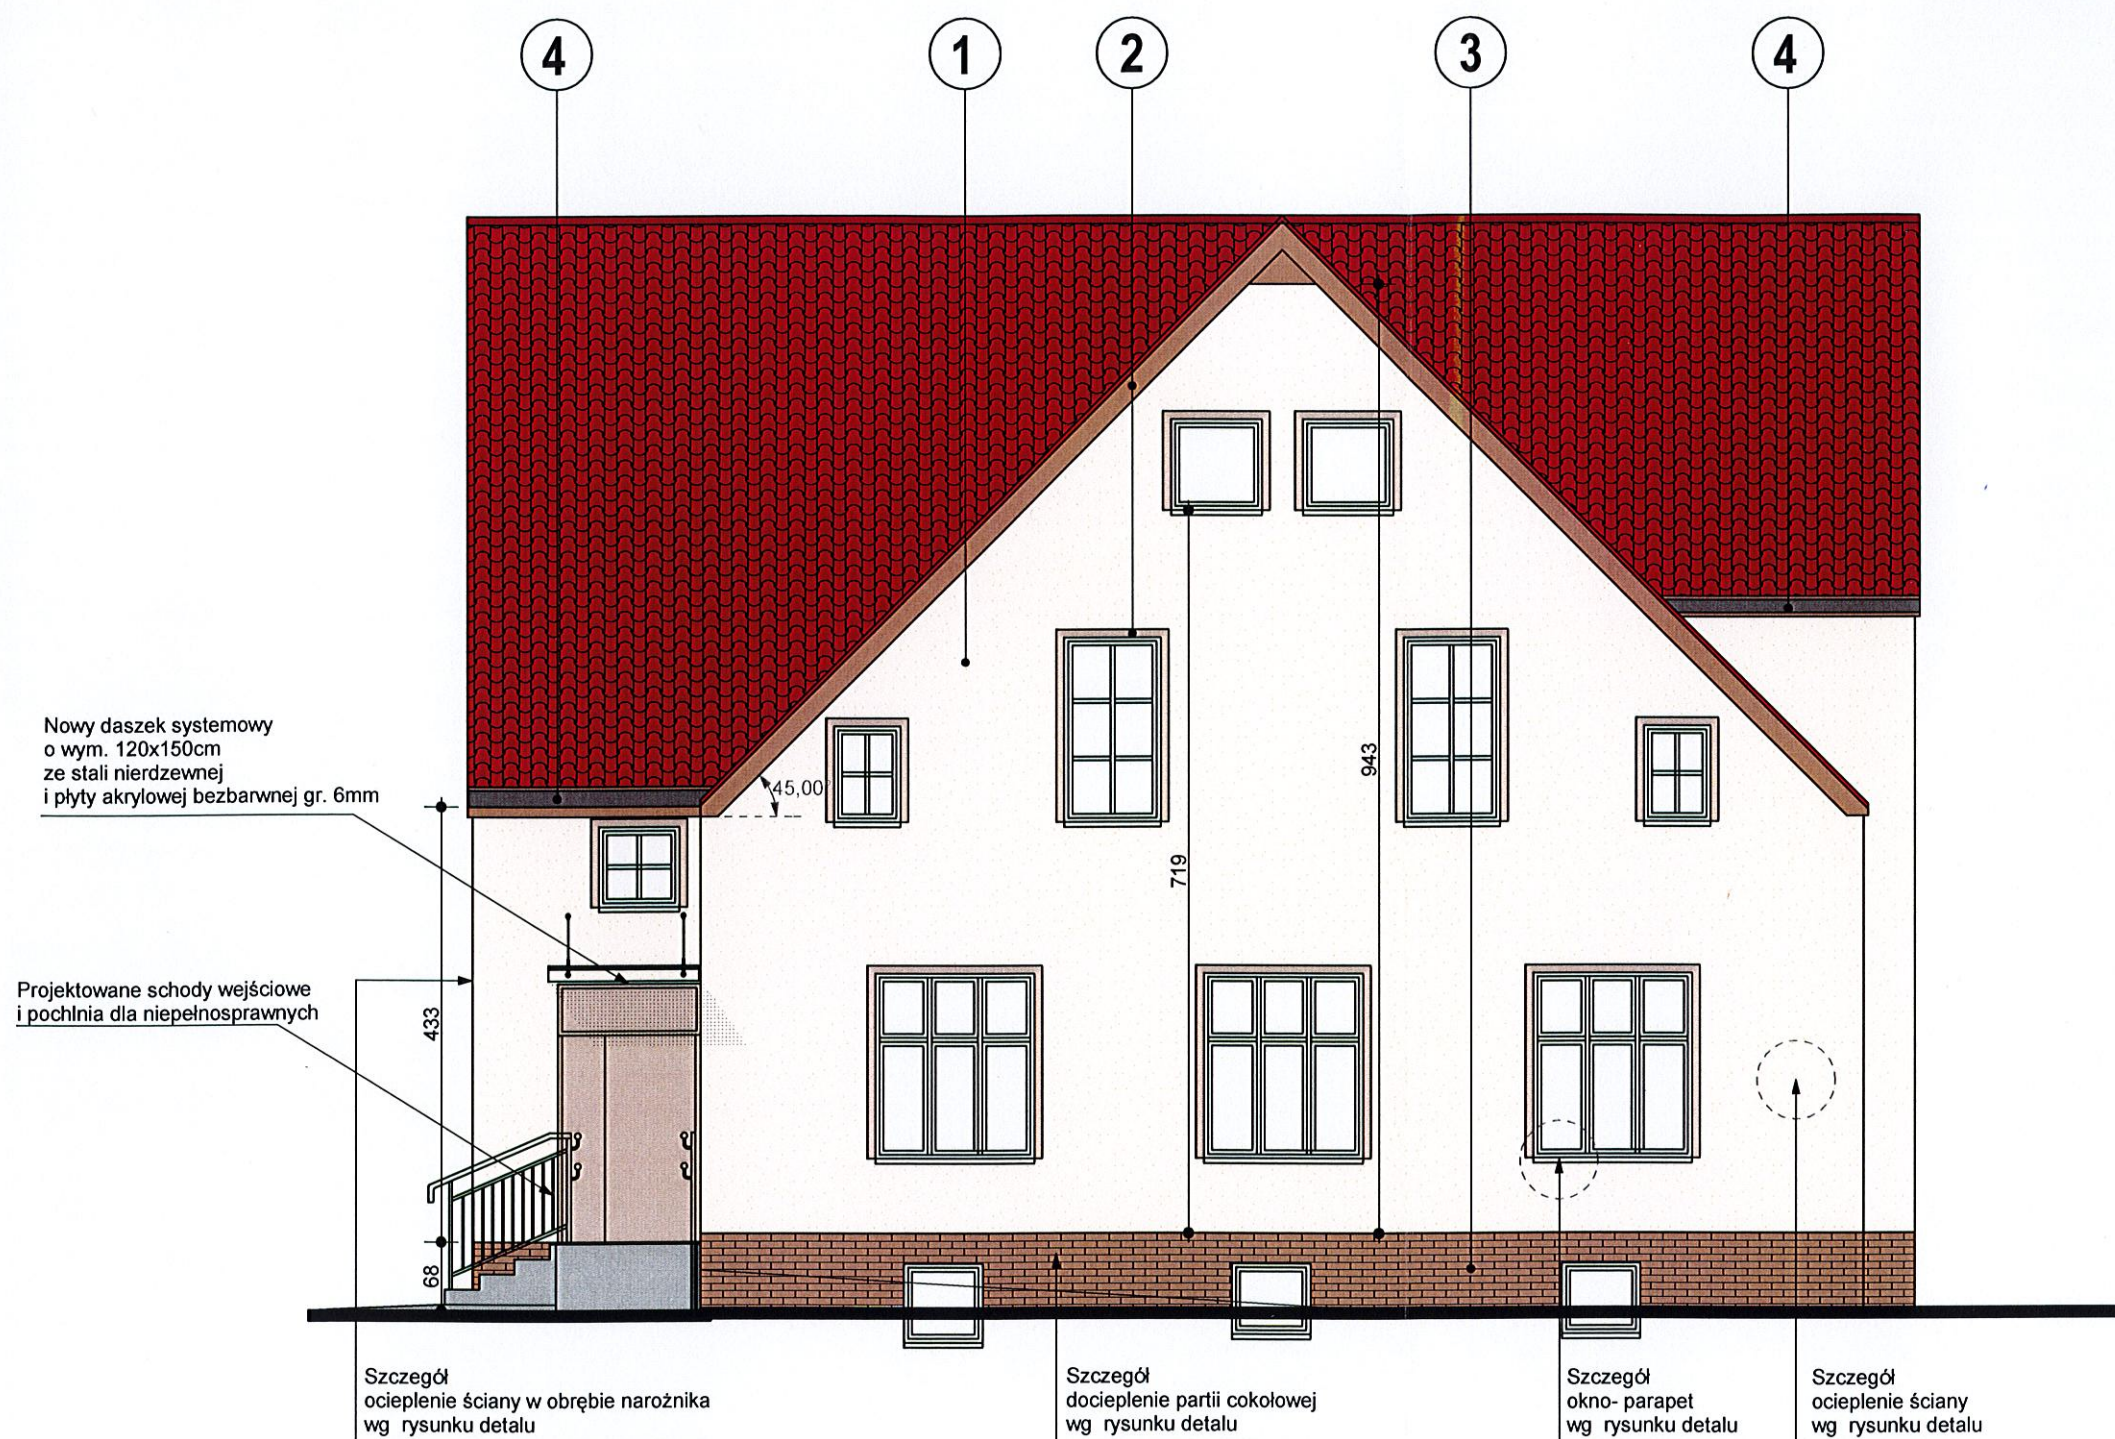 4
1
2
3
4
Nowy daszek systemowy
o wym. 120x150cm
ze stali nierdzewnej
i płyty akrylowej bezbarwnej gr. 6mm
45,00°
943
719
Projektowane schody wejściowe
i pochlnia dla niepełnosprawnych
433
68
Szczegół
ocieplenie ściany w obrębie narożnika
wg rysunku detalu
Szczegół
docieplenie partii cokołowej
wg rysunku detalu
Szczegół
okno- parapet
wg rysunku detalu
Szczegół
ocieplenie ściany
wg rysunku detalu